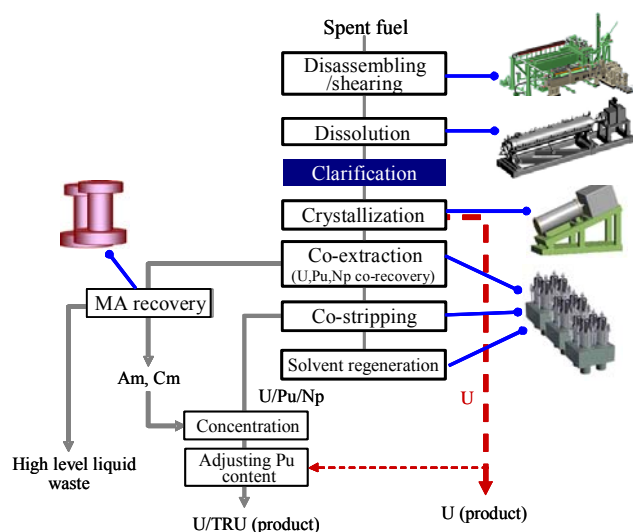 Spent fuel
Disassembling
/shearing
Dissolution
Clarification
Crystallization
Co-extraction
(U,Pu,Np co-recovery)
MA recovery
Co-stripping
Solvent regeneration
Am, Cm
U/Pu/Np
U
Concentration
High level liquid
waste
Adjusting Pu
content
U/TRU (product)
U (product)